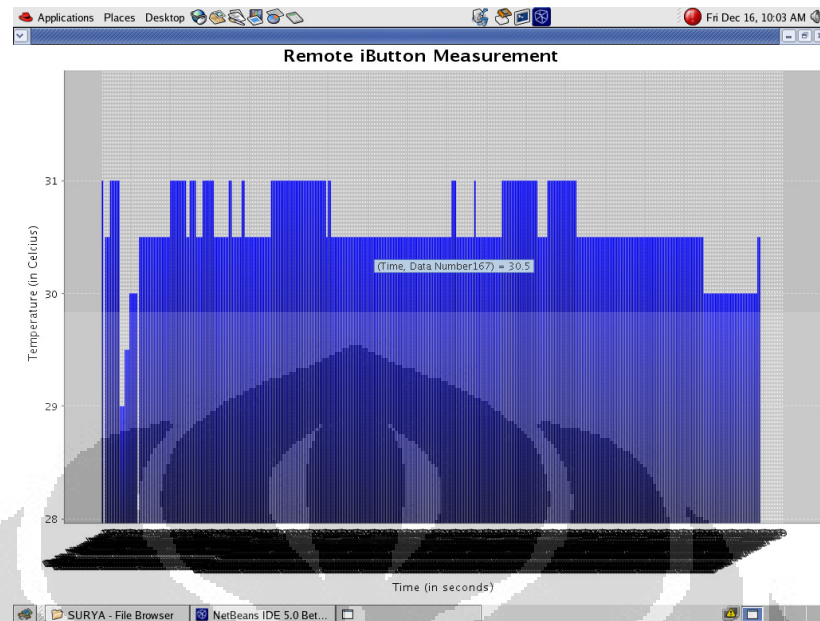 Applications Places Desktop
Fri Dec 16, 10:03 AM
Remote iButton Measurement
31
30
29
28
Temperature (in Celcius)
(Time, Data Number167) = 30.5
Time (in seconds)
SURYA - File Browser
NetBeans IDE 5.0 Bet...